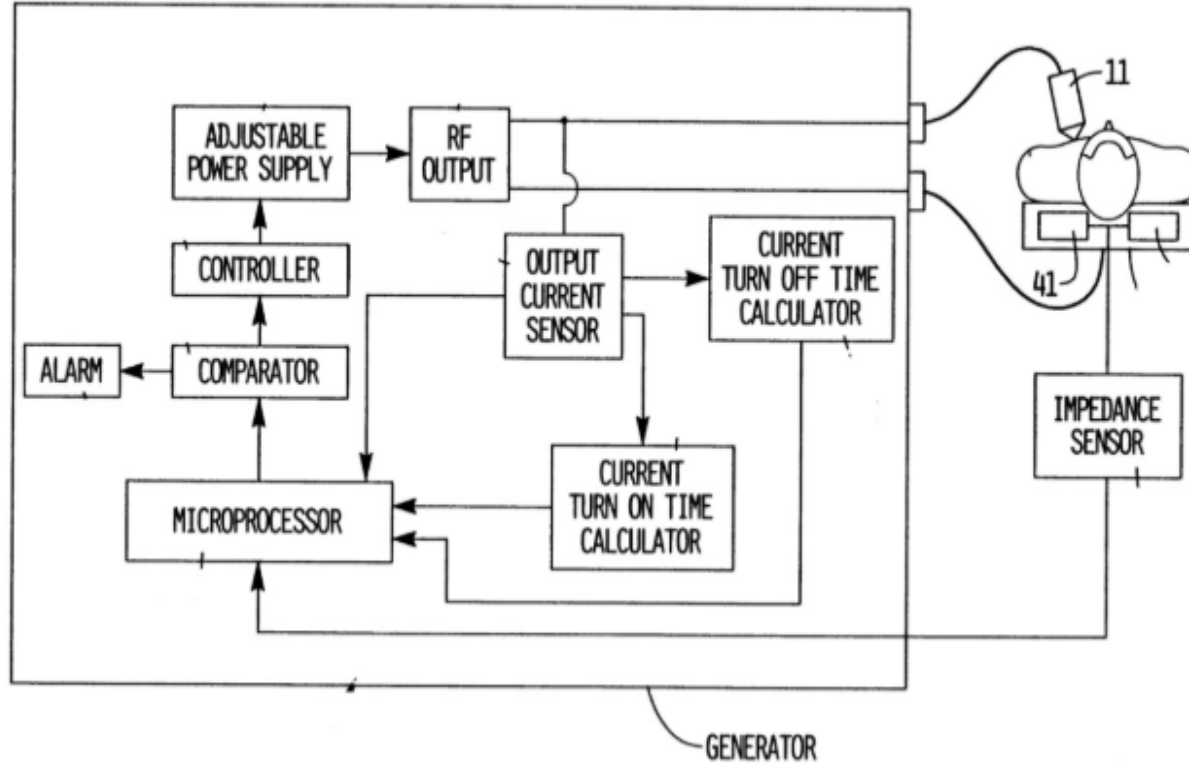 11
ADJUSTABLE
POWER SUPPLY
RF
OUTPUT
CONTROLLER
OUTPUT
CURRENT
SENSOR
CURRENT
TURN OFF TIME
CALCULATOR
41
ALARM
COMPARATOR
IMPEDANCE
SENSOR
MICROPROCESSOR
CURRENT
TURN ON TIME
CALCULATOR
GENERATOR